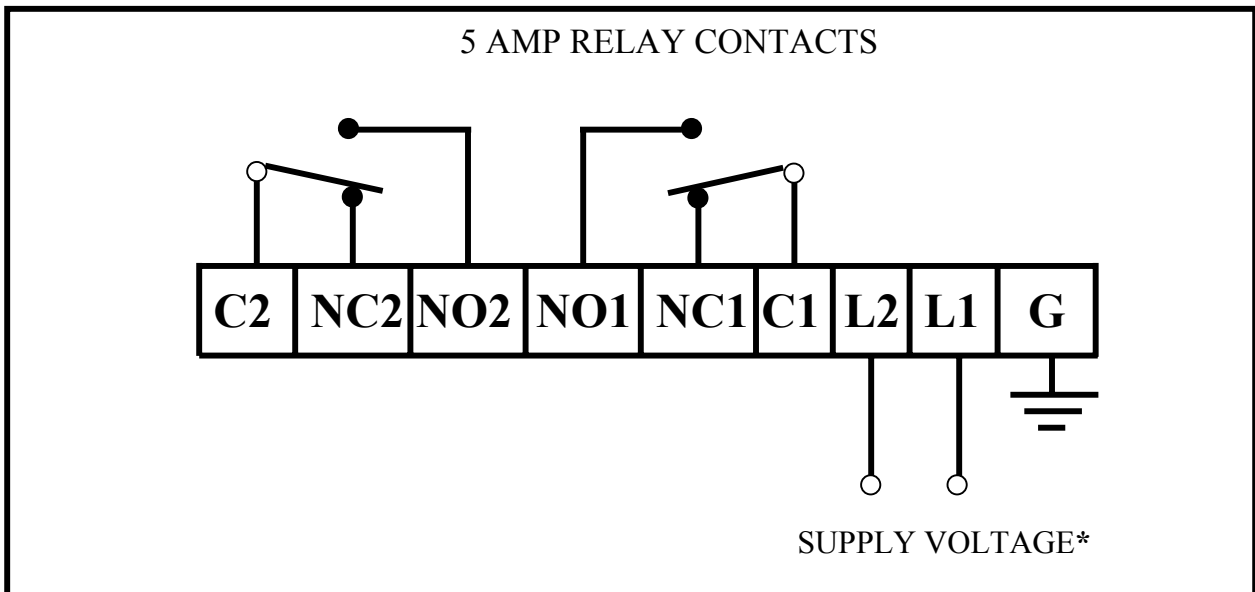 5 AMP RELAY CONTACTS
C2 NC2 NO2 NO1 NC1 C1 L2 L1 G
SUPPLY VOLTAGE*